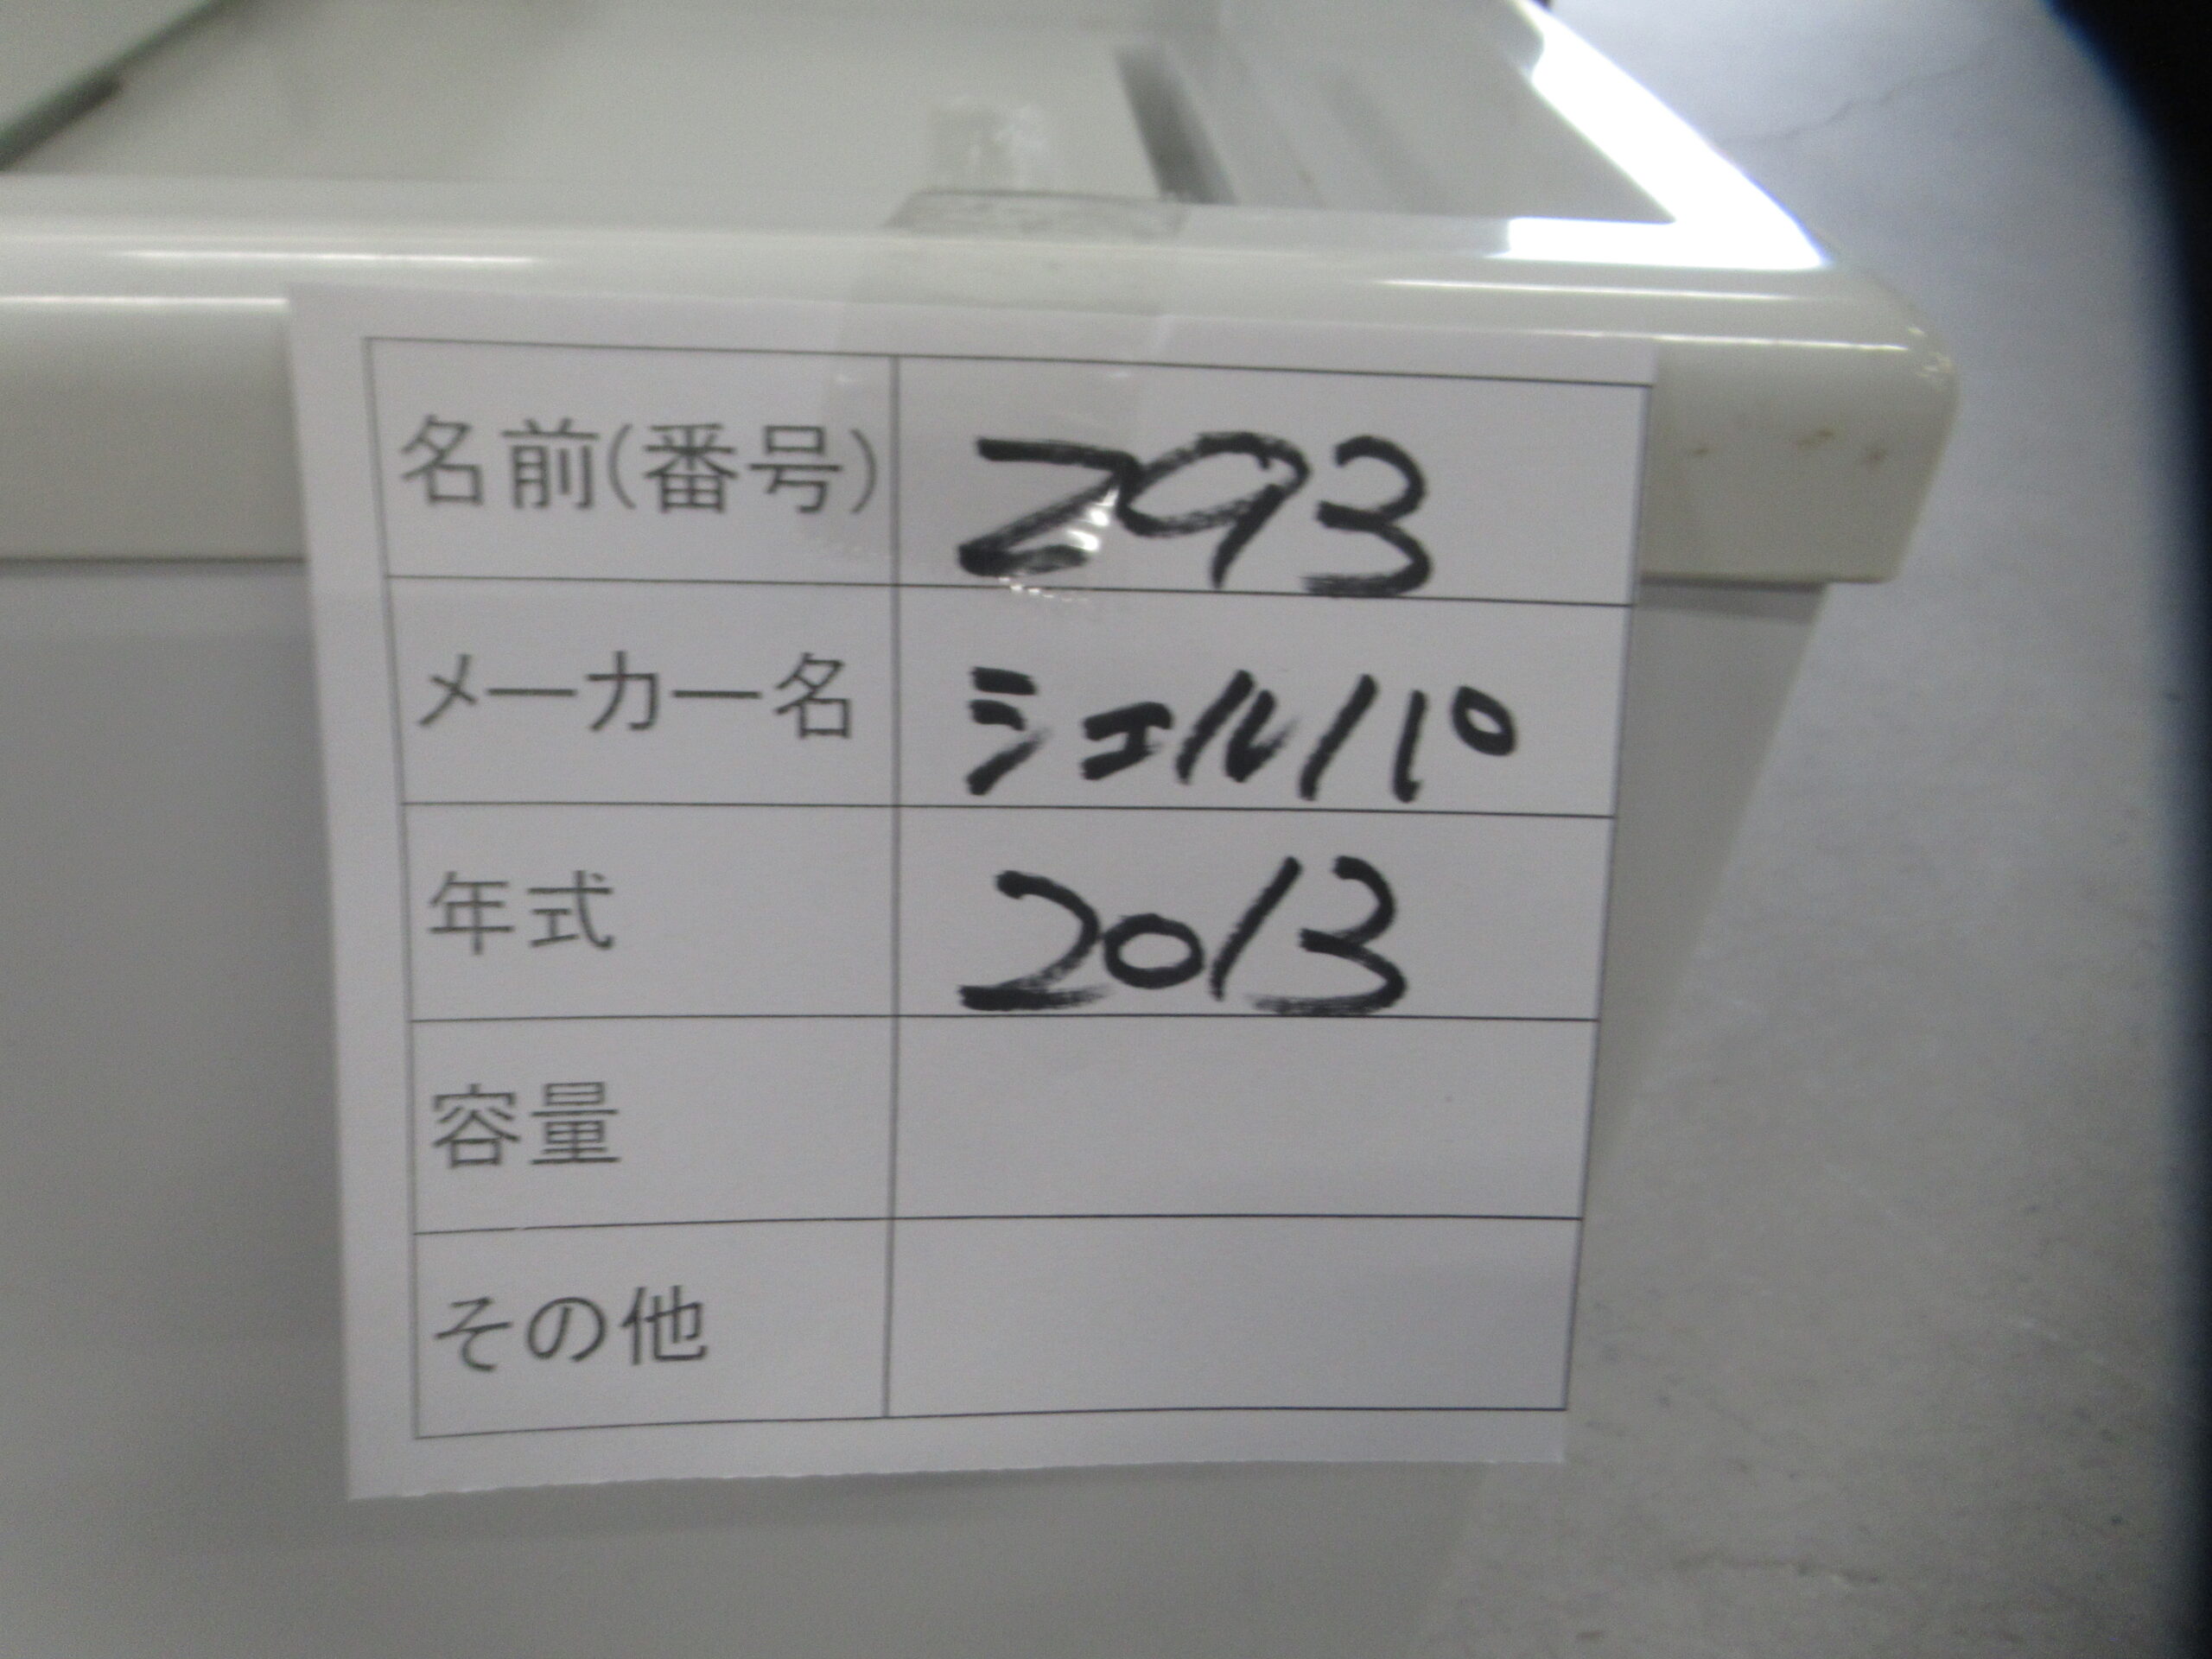 名前(番号) 293
メーカー名 シェルパ
年式 2013
容量
その他